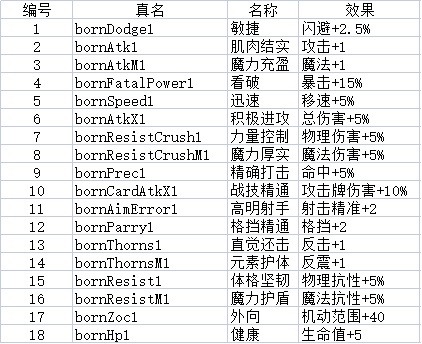 编号 真名 名称 效果
1 bornDodge1 敏捷 闪避+2.5%
2 bornAtk1 肌肉结实 攻击+1
3 bornAtkM1 魔力充盈 魔法+1
4 bornFatalPower1 看破 暴击+15%
5 bornSpeed1 迅速 移速+5%
6 bornAtkX1 积极进攻 总伤害+5%
7 bornResistCrush1 力量控制 物理伤害+5%
8 bornResistCrushM1 魔力厚实 魔法伤害+5%
9 bornPrec1 精确打击 命中+5%
10 bornCardAtkX1 战技精通 攻击牌伤害+10%
11 bornAimError1 高明射手 射击精准+2
12 bornParry1 格挡精通 格挡+2
13 bornThorns1 直觉还击 反击+1
14 bornThornsM1 元素护体 反震+1
15 bornResist1 体格坚韧 物理抗性+5%
16 bornResistM1 魔力护盾 魔法抗性+5%
17 bornZoc1 外向 机动范围+40
18 bornHp1 健康 生命值+5